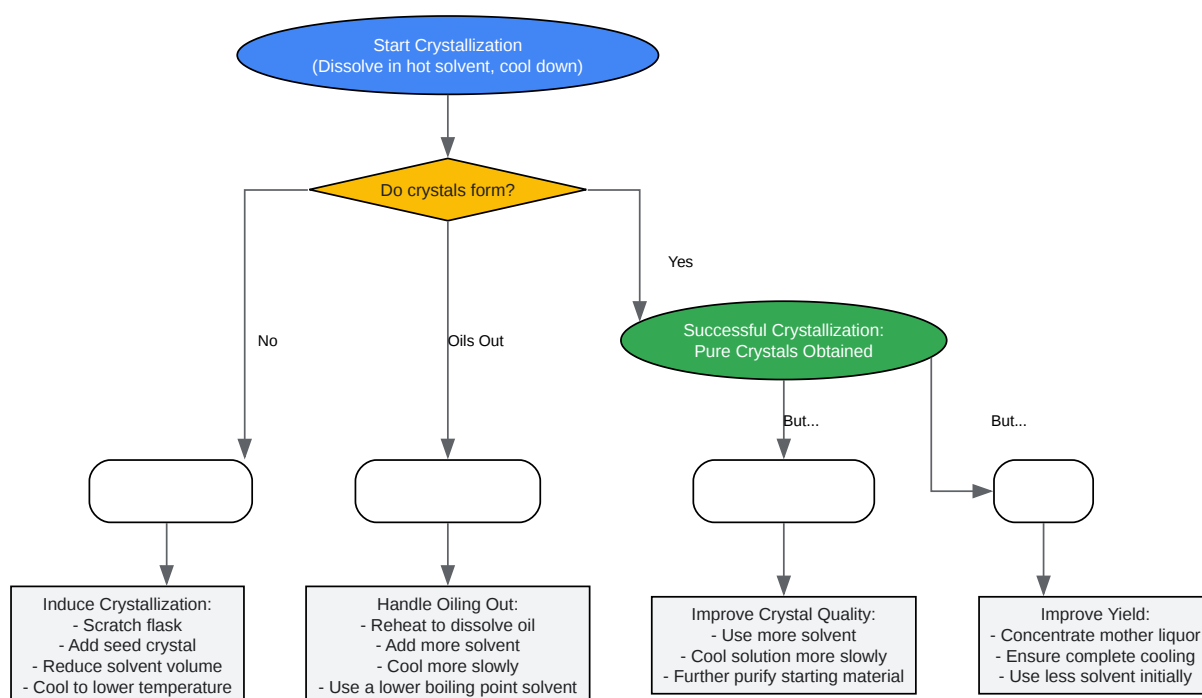 Start Crystallization
(Dissolve in hot solvent, cool down)
Do crystals form?
Yes
No
Oils Out
Successful Crystallization:
Pure Crystals Obtained
But...
But...
Induce Crystallization:
- Scratch flask
- Add seed crystal
- Reduce solvent volume
- Cool to lower temperature
Handle Oiling Out:
- Reheat to dissolve oil
- Add more solvent
- Cool more slowly
- Use a lower boiling point solvent
Improve Crystal Quality:
- Use more solvent
- Cool solution more slowly
- Further purify starting material
Improve Yield:
- Concentrate mother liquor
- Ensure complete cooling
- Use less solvent initially